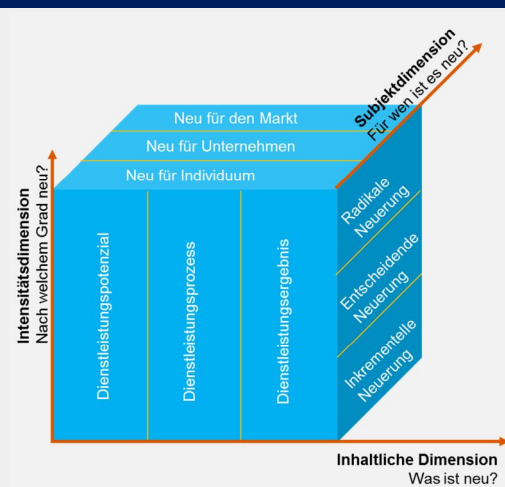 Subjektdimension
Für wen ist es neu?
Neu für den Markt
Neu für Unternehmen
Neu für Individuum
Intensitätsdimension
Nach welchem Grad neu?
Dienstleistungspotenzial
Dienstleistungsprozess
Dienstleistungsergebnis
Radikale
Neuerung
Entscheidende
Neuerung
Inkrementelle
Neuerung
Inhaltliche Dimension
Was ist neu?